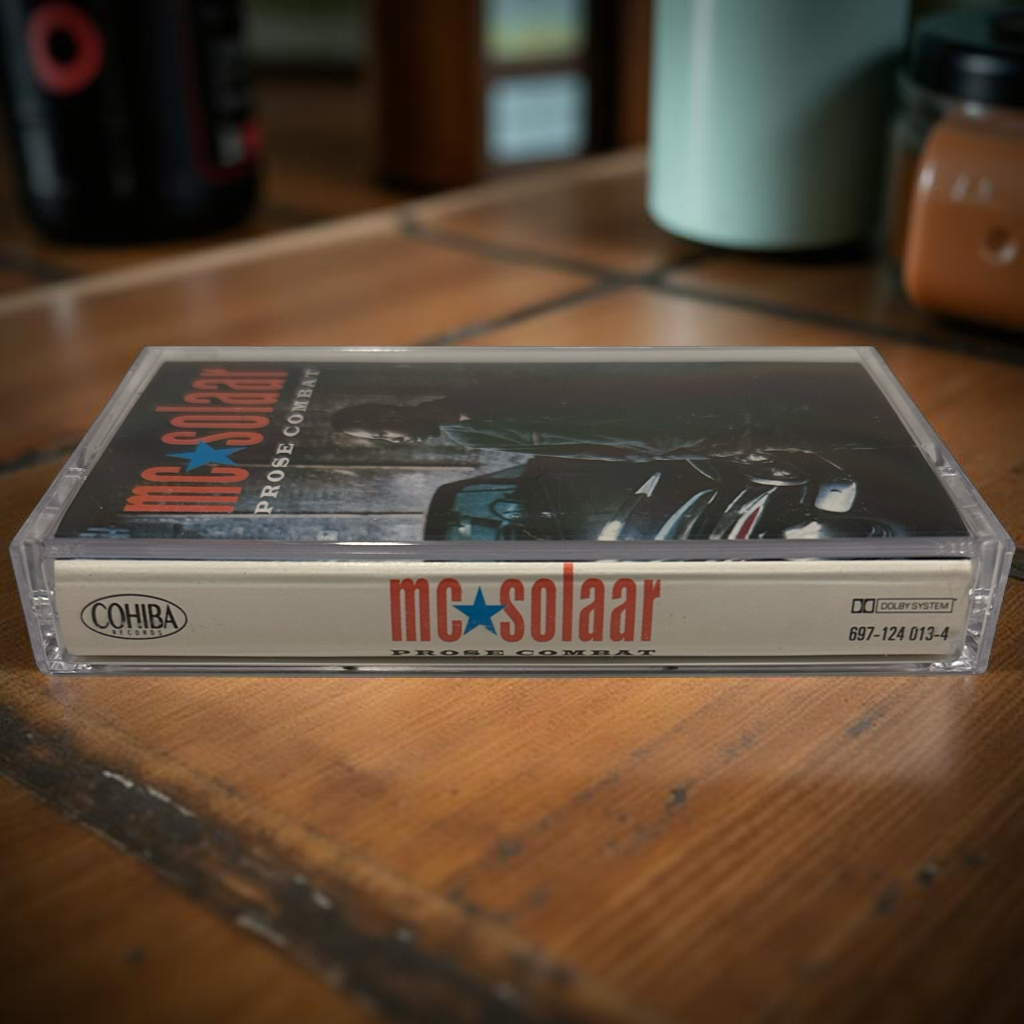 mc★solaar
PROSE COMBAT
COHIBA
RECORDS
mc★solaar
PROSE COMBAT
DOLBY SYSTEM
697-124 013-4